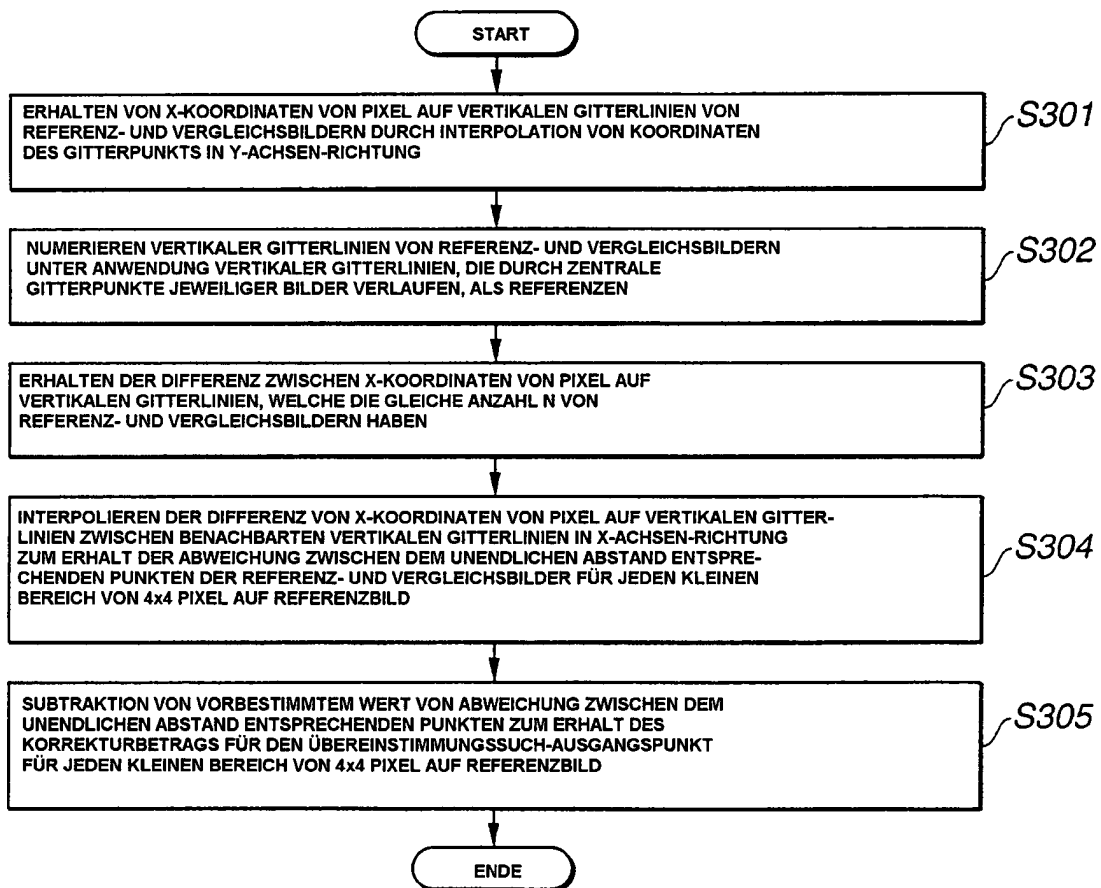 START
ERHALTEN VON X-KOORDINATEN VON PIXEL AUF VERTIKALEN GITTERLINIEN VON
REFERENZ- UND VERGLEICHSBILDERN DURCH INTERPOLATION VON KOORDINATEN
DES GITTERPUNKTS IN Y-ACHSEN-RICHTUNG
S301
NUMERIEREN VERTIKALER GITTERLINIEN VON REFERENZ- UND VERGLEICHSBILDERN
UNTER ANWENDUNG VERTIKALER GITTERLINIEN, DIE DURCH ZENTRALE
GITTERPUNKTE JEWEILIGER BILDER VERLAUFEN, ALS REFERENZEN
S302
ERHALTEN DER DIFFERENZ ZWISCHEN X-KOORDINATEN VON PIXEL AUF
VERTIKALEN GITTERLINIEN, WELCHE DIE GLEICHE ANZAHL N VON
REFERENZ- UND VERGLEICHSBILDERN HABEN
S303
INTERPOLIEREN DER DIFFERENZ VON X-KOORDINATEN VON PIXEL AUF VERTIKALEN GITTER-
LINIEN ZWISCHEN BENACHBARTEN VERTIKALEN GITTERLINIEN IN X-ACHSEN-RICHTUNG
ZUM ERHALT DER ABWEICHUNG ZWISCHEN DEM UNENDLICHEN ABSTAND ENTSPRE-
CHENDEN PUNKTEN DER REFERENZ- UND VERGLEICHSBILDER FÜR JEDEN KLEINEN
BEREICH VON 4x4 PIXEL AUF REFERENZBILD
S304
SUBTRAKTION VON VORBESTIMMTEM WERT VON ABWEICHUNG ZWISCHEN DEM
UNENDLICHEN ABSTAND ENTSPRECHENDEN PUNKTEN ZUM ERHALT DES
KORREKTURBETRAGS FÜR DEN ÜBEREINSTIMMUNGSSUCH-AUSGANGSPUNKT
FÜR JEDEN KLEINEN BEREICH VON 4x4 PIXEL AUF REFERENZBILD
S305
ENDE